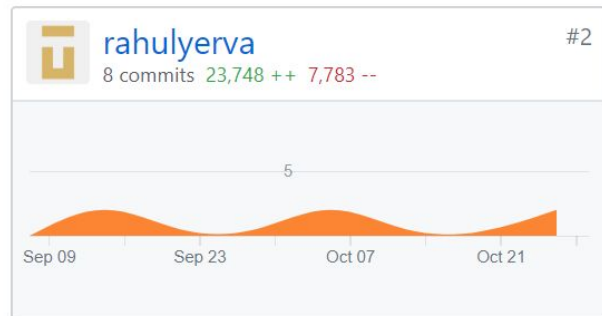 rahulyerva
#2
8 commits 23,748 ++ 7,783 --
5
Sep 09 Sep 23 Oct 07 Oct 21